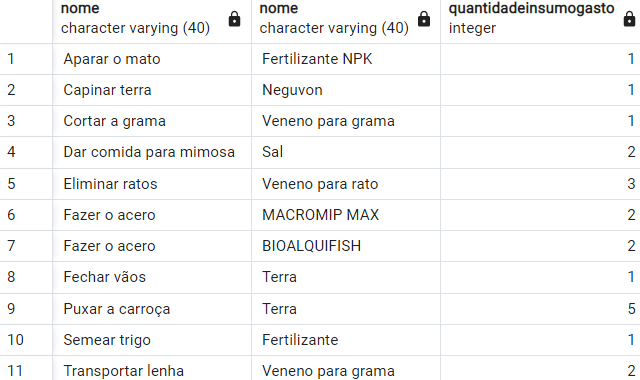 nome nome quantidadeinsumogasto
character varying (40) character varying (40) integer
1 Aparar o mato Fertilizante NPK 1
2 Capinar terra Neguvon 1
3 Cortar a grama Veneno para grama 1
4 Dar comida para mimosa Sal 2
5 Eliminar ratos Veneno para rato 3
6 Fazer o acero MACROMIP MAX 2
7 Fazer o acero BIOALQUIFISH 2
8 Fechar vãos Terra 1
9 Puxar a carroça Terra 5
10 Semear trigo Fertilizante 1
11 Transportar lenha Veneno para grama 2